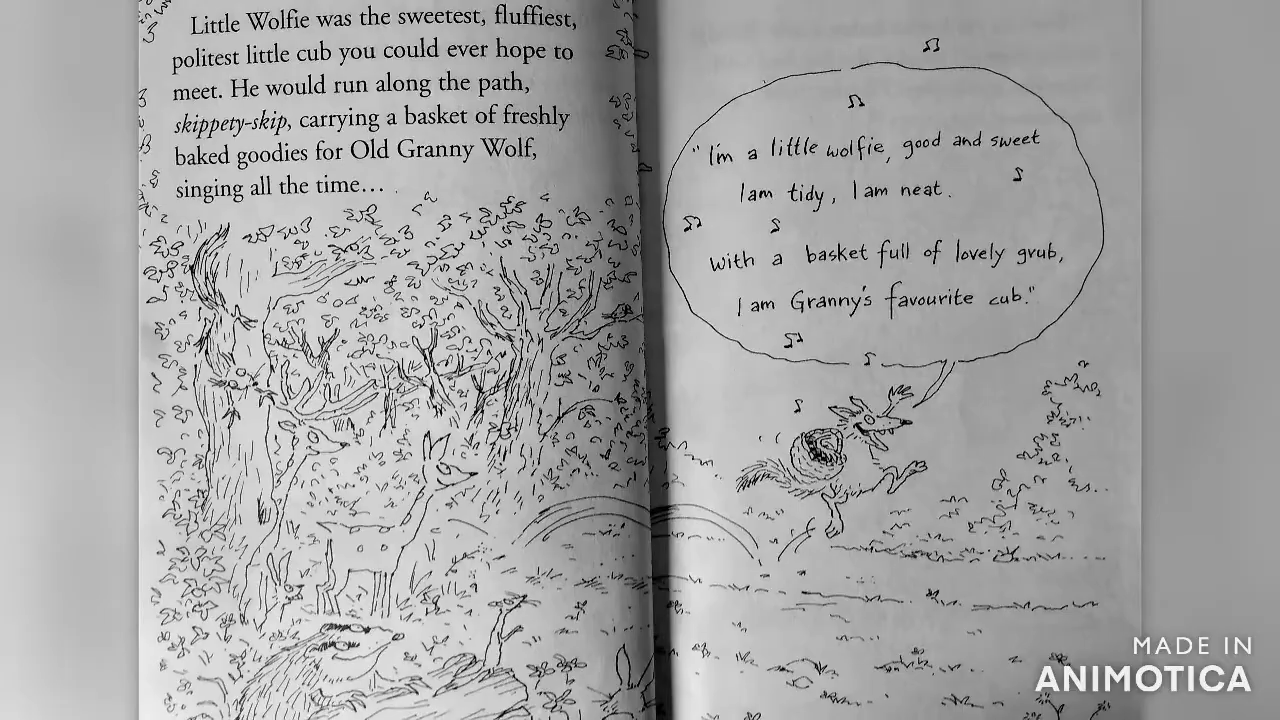 Little Wolfie was the sweetest, fluffiest,
politest little cub you could ever hope to
meet. He would run along the path,
skippety-skip, carrying a basket of freshly
baked goodies for Old Granny Wolf,
singing all the time...
"I'm a little wolfie, good and sweet
I am tidy, I am neat.
with a basket full of lovely grub,
I am Granny's favourite cub."
MADE IN
ANIMOTICA